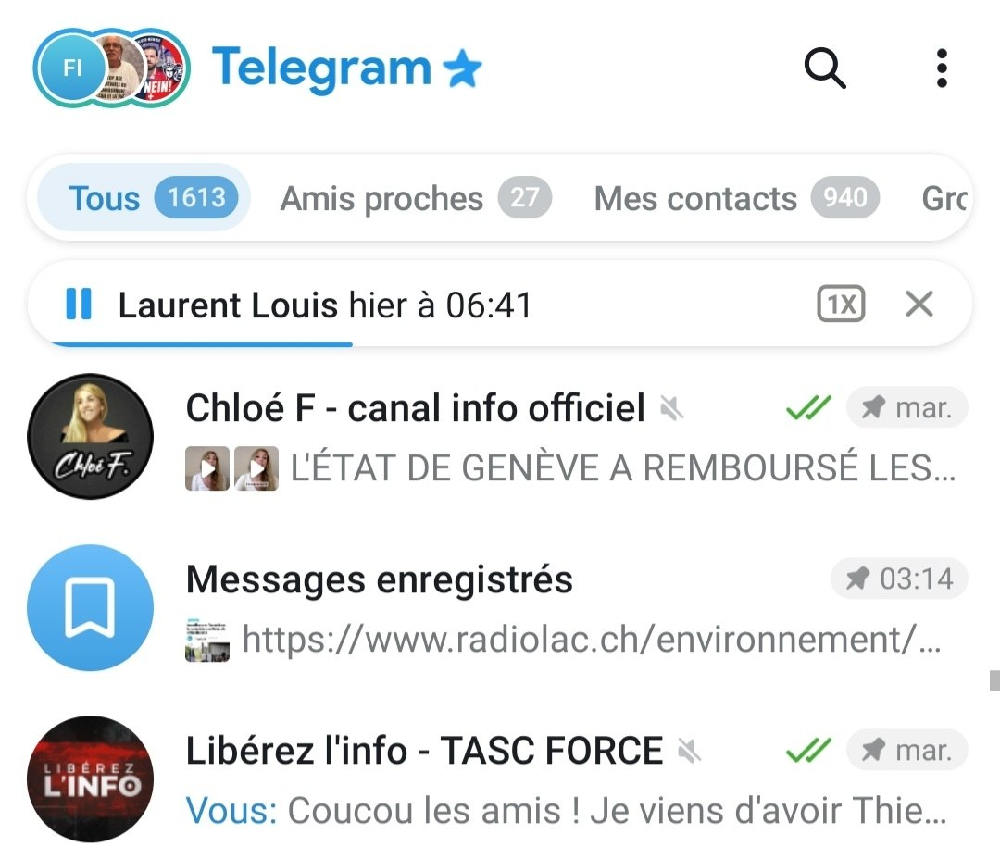 FI
NEIN!
Telegram
Tous 1613 Amis proches 27 Mes contacts 940 Grc
Laurent Louis hier à 06:41 1X
Chloé F - canal info officiel mar.
Chloé F.
L'ÉTAT DE GENÈVE A REMBOURSÉ LES...
Messages enregistrés 03:14
https://www.radiolac.ch/environnement/...
Libérez l'info - TASC FORCE mar.
LIBÉREZ
L'INFO
Vous: Coucou les amis ! Je viens d'avoir Thie...